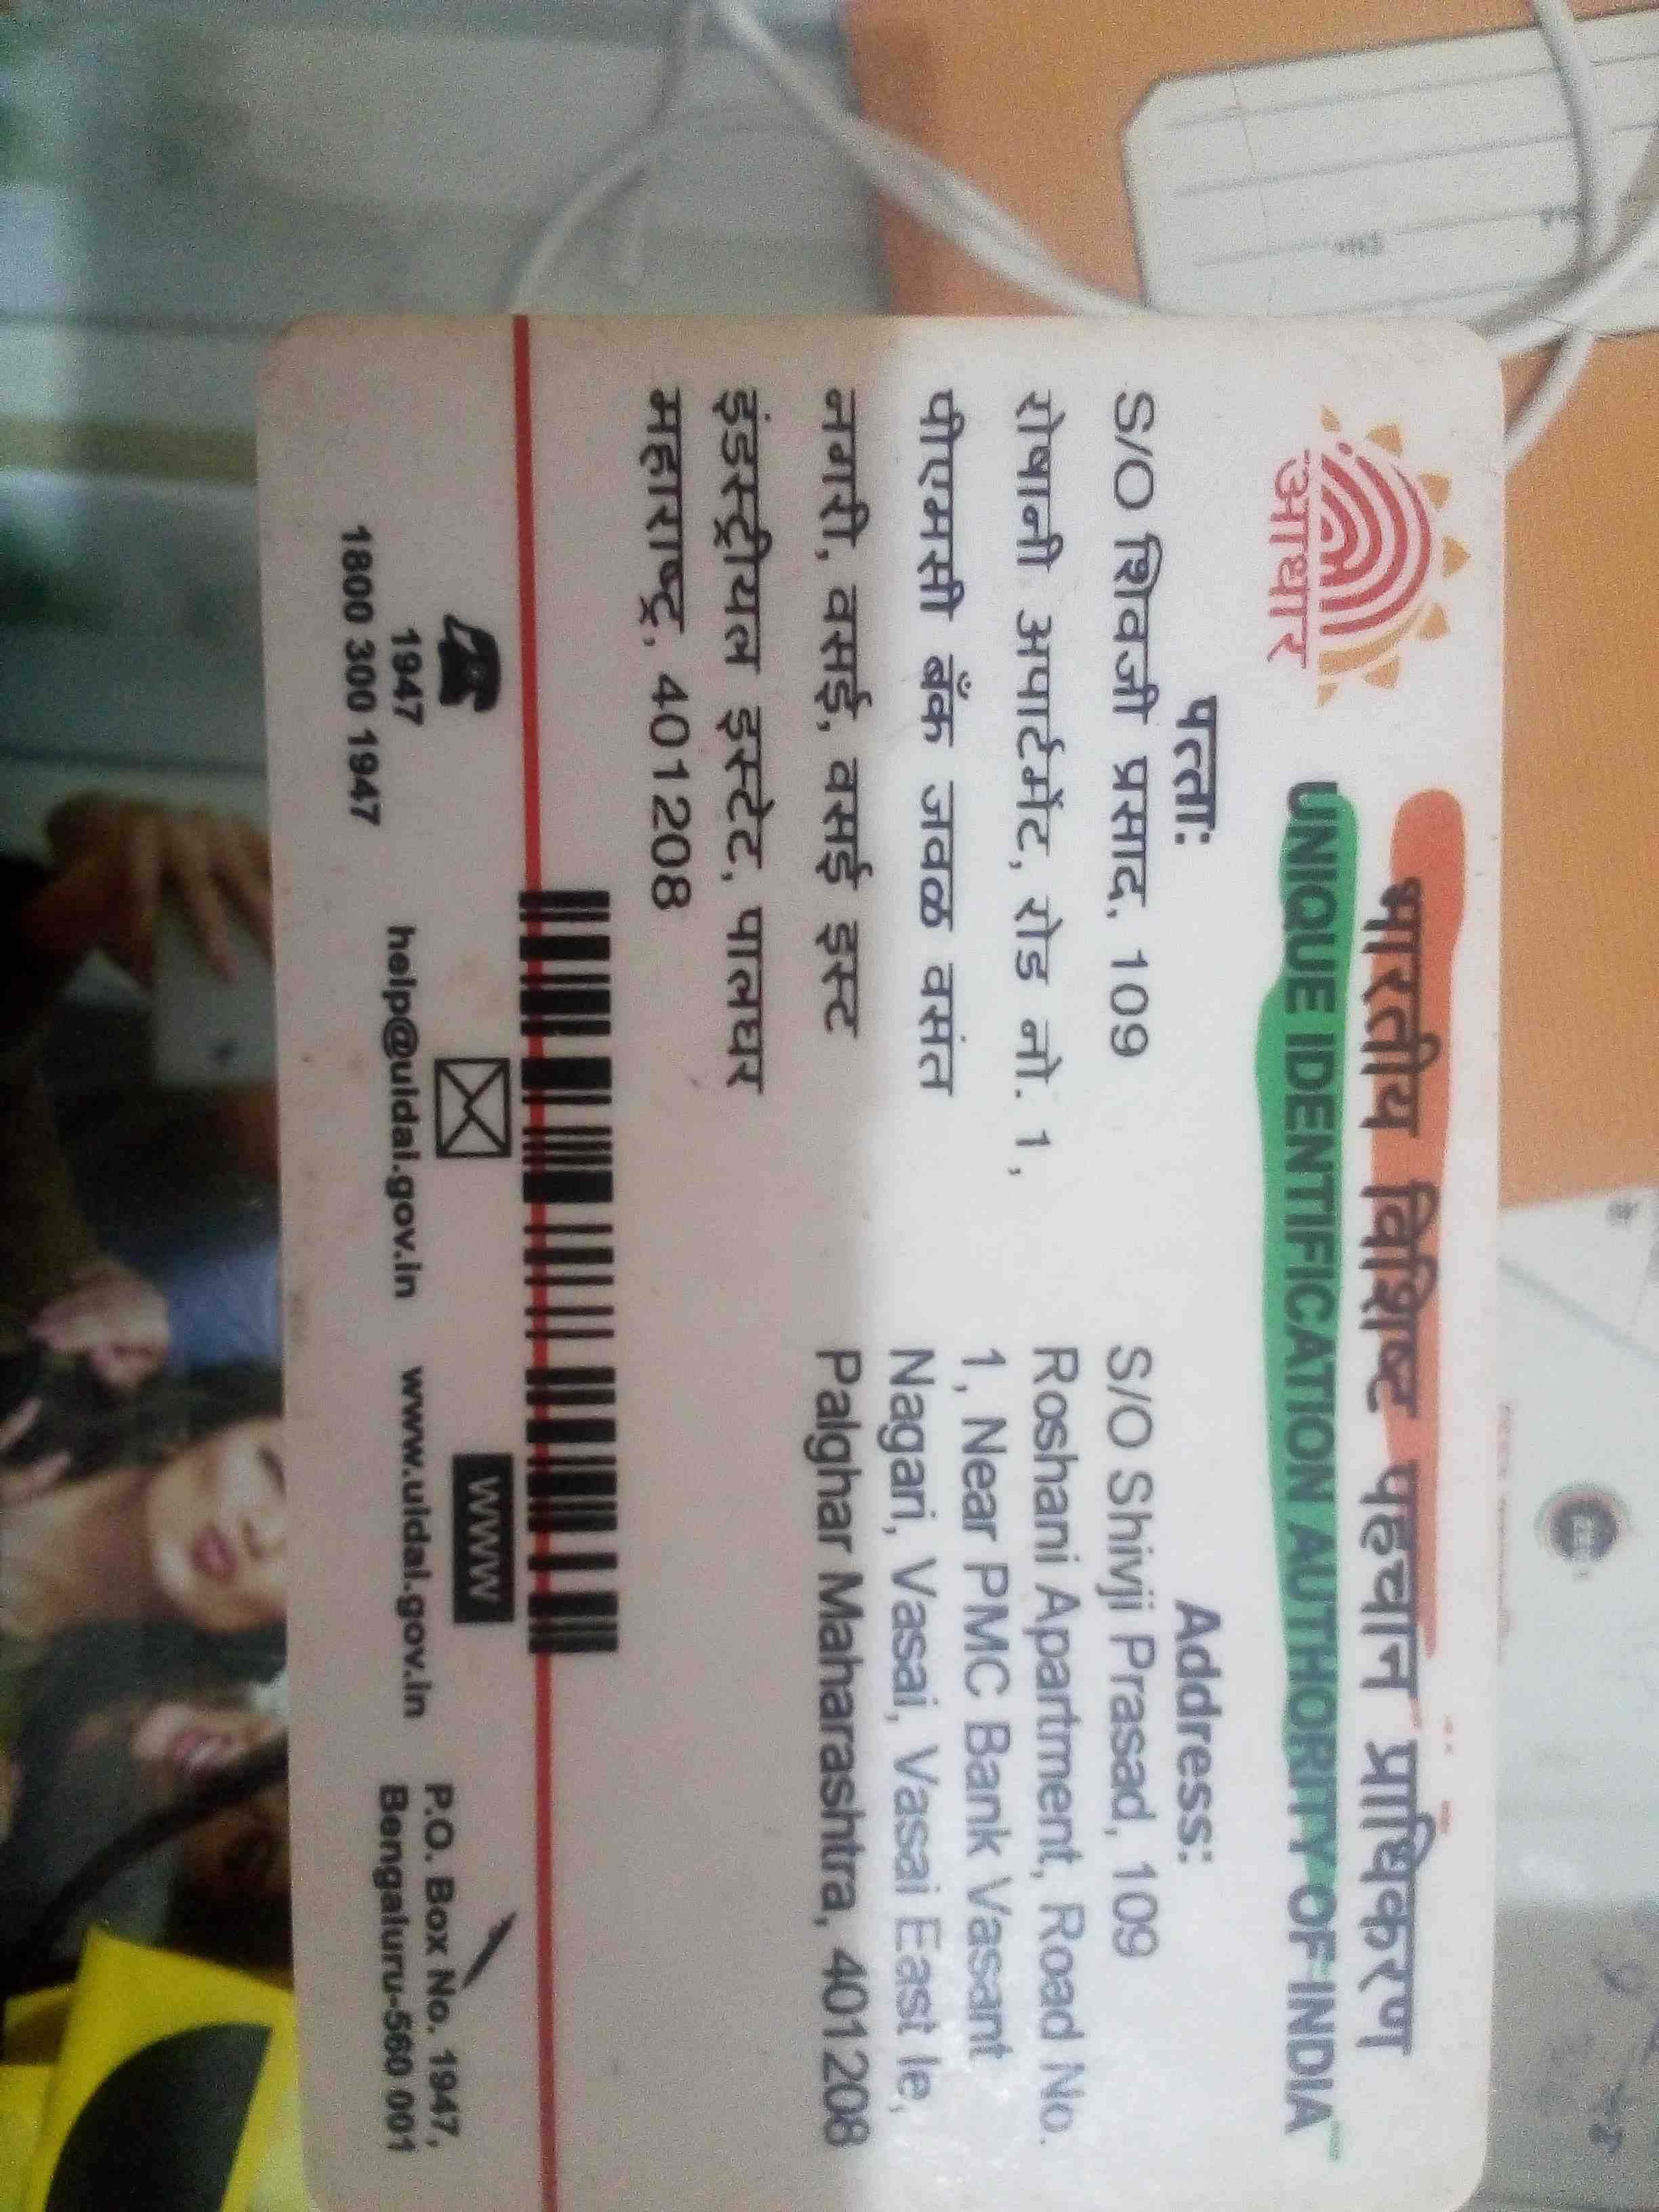 भारतीय विशिष्ट पहचान प्राधिकरण
UNIQUE IDENTIFICATION AUTHORITY OF INDIA
आधार
पत्ता:
S/O शिवजी प्रसाद, 109
रोषानी अपार्टमेंट, रोड नो. 1,
पीएमसी बँक जवळ वसंत
नगरी, वसई, वसई इस्ट
इंडस्ट्रीयल इस्टेट, पालघर
महाराष्ट्र, 401208
Address:
S/O Shivji Prasad, 109
Roshani Apartment, Road No.
1, Near PMC Bank Vasant
Nagari, Vasai, Vasai East Ie,
Palghar Maharashtra, 401208
1947
1800 300 1947
help@uidai.gov.in
WWW
www.uidai.gov.in
P.O. Box No. 1947,
Bengaluru-560 001